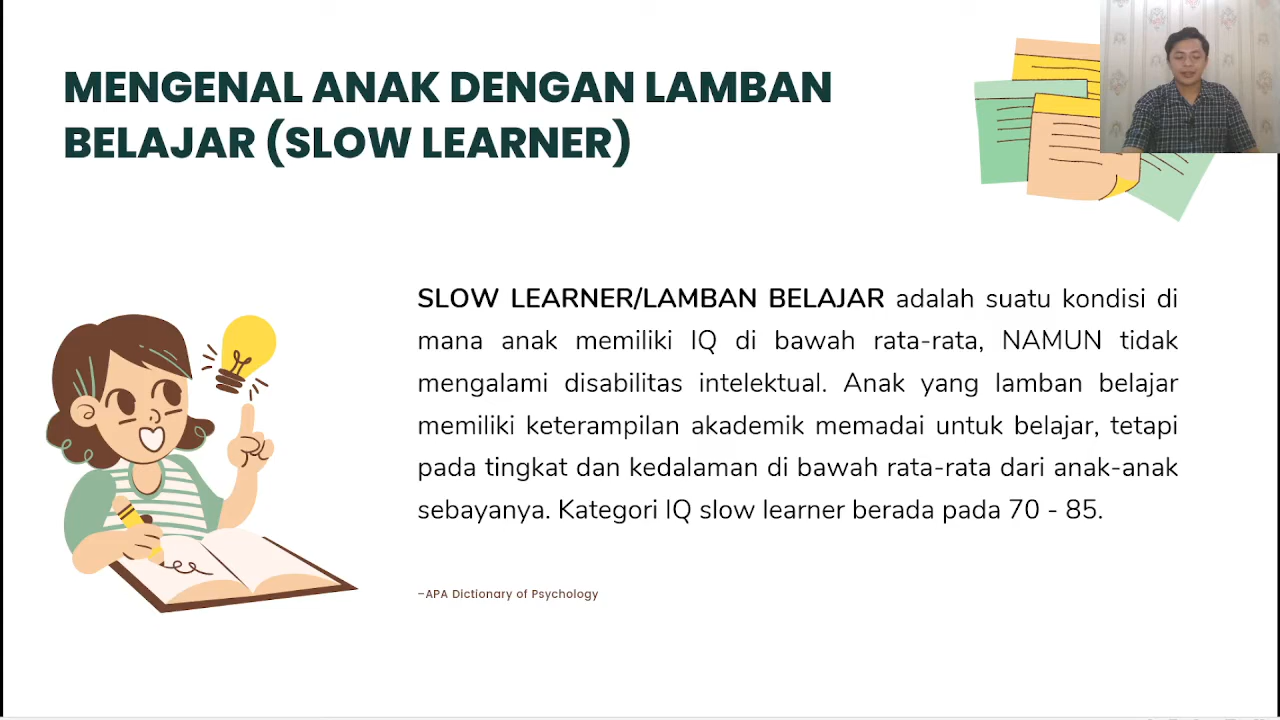 MENGENAL ANAK DENGAN LAMBAN
BELAJAR (SLOW LEARNER)
SLOW LEARNER/LAMBAN BELAJAR adalah suatu kondisi di
mana anak memiliki IQ di bawah rata-rata, NAMUN tidak
mengalami disabilitas intelektual. Anak yang lamban belajar
memiliki keterampilan akademik memadai untuk belajar, tetapi
pada tingkat dan kedalaman di bawah rata-rata dari anak-anak
sebayanya. Kategori IQ slow learner berada pada 70 - 85.
–APA Dictionary of Psychology